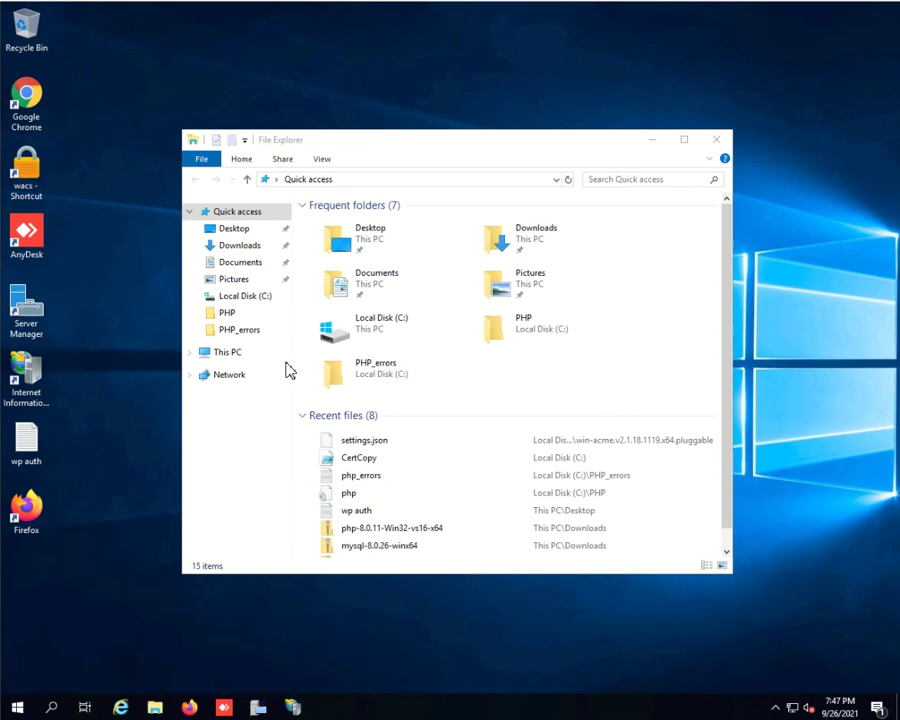 Recycle Bin
Google
Chrome
wacs -
Shortcut
AnyDesk
Server
Manager
Internet
Informatio...
wp auth
Firefox
File Explorer
File Home Share View
Quick access
Search Quick access
Quick access
Desktop
Downloads
Documents
Pictures
Local Disk (C:)
PHP
PHP_errors
This PC
Network
Frequent folders (7)
Desktop
This PC
Downloads
This PC
Documents
This PC
Pictures
This PC
Local Disk (C:)
This PC
PHP
Local Disk (C:)
PHP_errors
Local Disk (C:)
Recent files (8)
settings.json Local Dis...\win-acme.v2.1.18.1119.x64.pluggable
CertCopy Local Disk (C:)
php_errors Local Disk (C:)\PHP_errors
php Local Disk (C:)\PHP
wp auth This PC\Desktop
php-8.0.11-Win32-vs16-x64 This PC\Downloads
mysql-8.0.26-winx64 This PC\Downloads
15 items
7:47 PM
9/26/2021
1